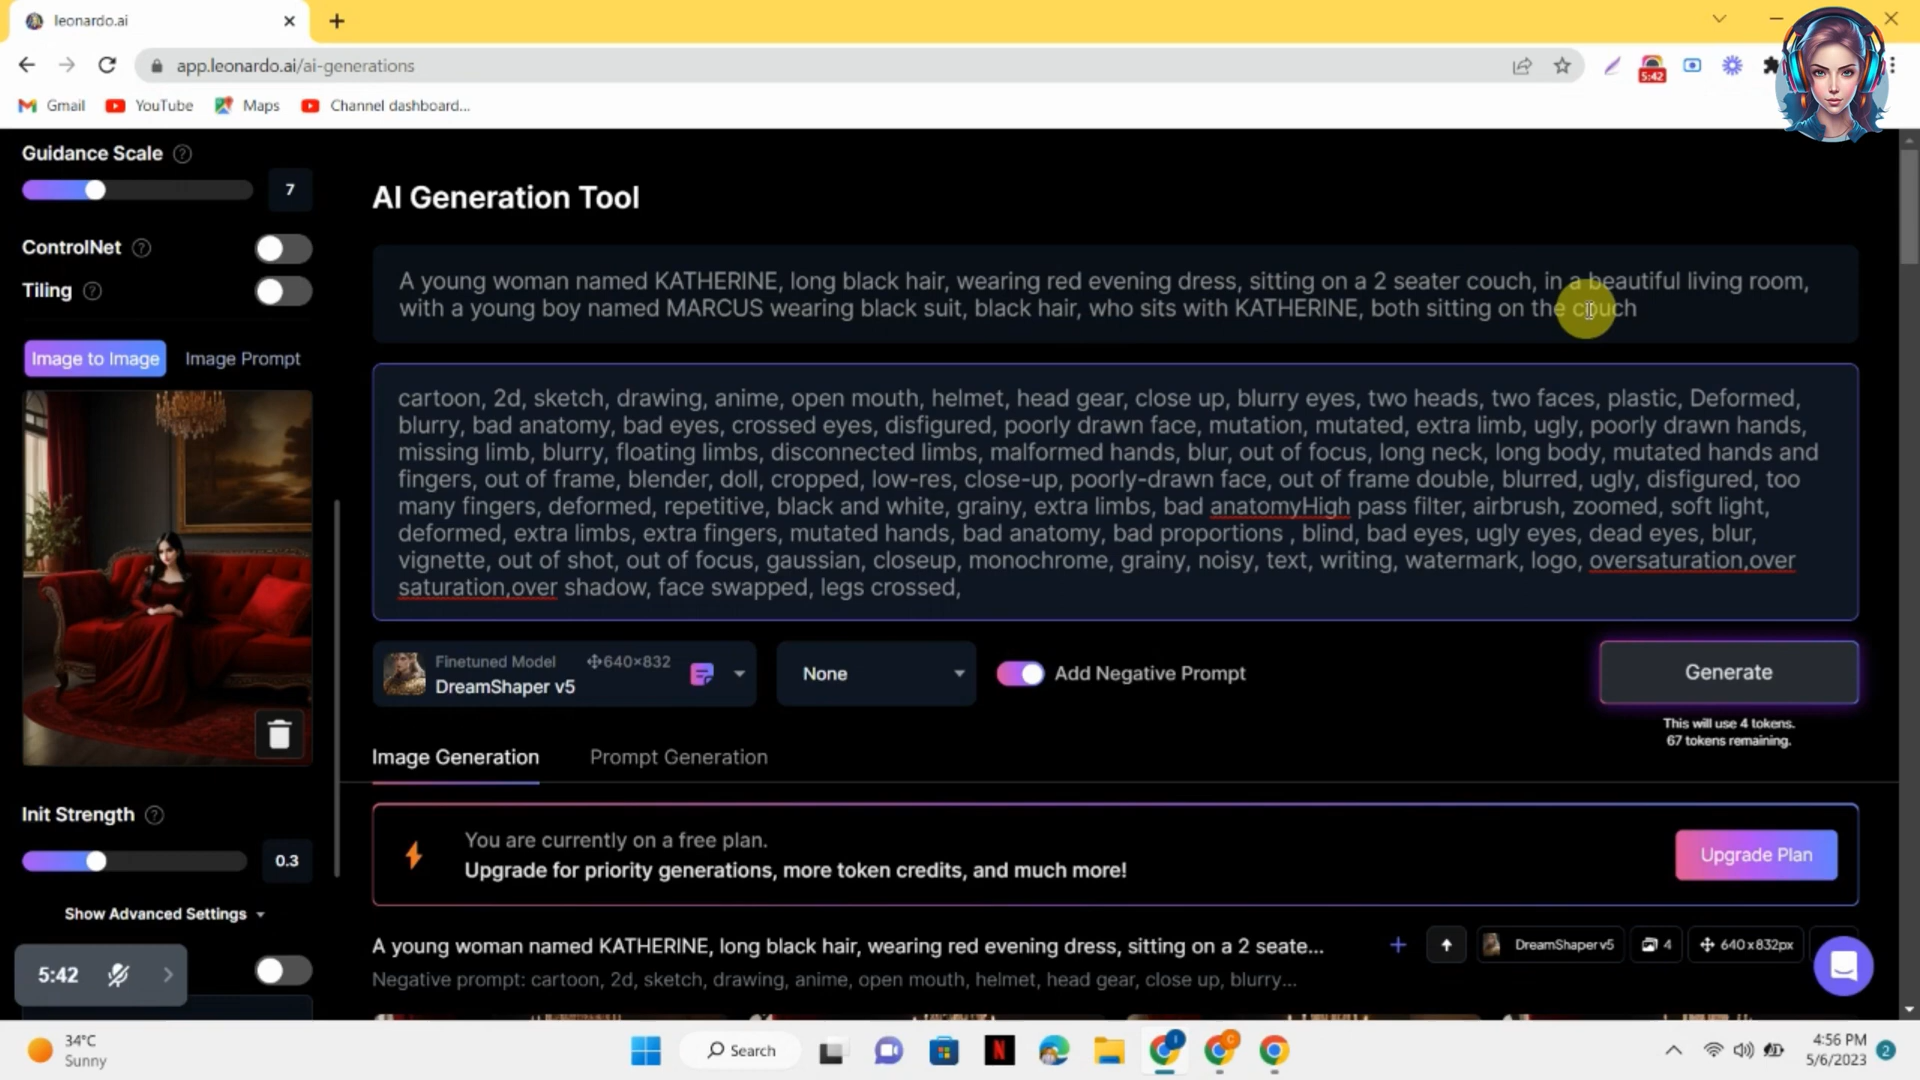 leonardo.ai
app.leonardo.ai/ai-generations
5:42
Gmail YouTube Maps Channel dashboard...
Guidance Scale
7
ControlNet
Tiling
Image to Image Image Prompt
Init Strength
0.3
Show Advanced Settings
5:42
AI Generation Tool
A young woman named KATHERINE, long black hair, wearing red evening dress, sitting on a 2 seater couch, in a beautiful living room,
with a young boy named MARCUS wearing black suit, black hair, who sits with KATHERINE, both sitting on the couch
cartoon, 2d, sketch, drawing, anime, open mouth, helmet, head gear, close up, blurry eyes, two heads, two faces, plastic, Deformed,
blurry, bad anatomy, bad eyes, crossed eyes, disfigured, poorly drawn face, mutation, mutated, extra limb, ugly, poorly drawn hands,
missing limb, blurry, floating limbs, disconnected limbs, malformed hands, blur, out of focus, long neck, long body, mutated hands and
fingers, out of frame, blender, doll, cropped, low-res, close-up, poorly-drawn face, out of frame double, blurred, ugly, disfigured, too
many fingers, deformed, repetitive, black and white, grainy, extra limbs, bad anatomyHigh pass filter, airbrush, zoomed, soft light,
deformed, extra limbs, extra fingers, mutated hands, bad anatomy, bad proportions , blind, bad eyes, ugly eyes, dead eyes, blur,
vignette, out of shot, out of focus, gaussian, closeup, monochrome, grainy, noisy, text, writing, watermark, logo, oversaturation,over
saturation,over shadow, face swapped, legs crossed,
Finetuned Model 640×832
DreamShaper v5
None
Add Negative Prompt
Generate
This will use 4 tokens.
67 tokens remaining.
Image Generation Prompt Generation
You are currently on a free plan.
Upgrade for priority generations, more token credits, and much more!
Upgrade Plan
A young woman named KATHERINE, long black hair, wearing red evening dress, sitting on a 2 seate...
DreamShaper v5 4 640 x 832px
Negative prompt: cartoon, 2d, sketch, drawing, anime, open mouth, helmet, head gear, close up, blurry...
34°C
Sunny
Search
4:56 PM
5/6/2023
2